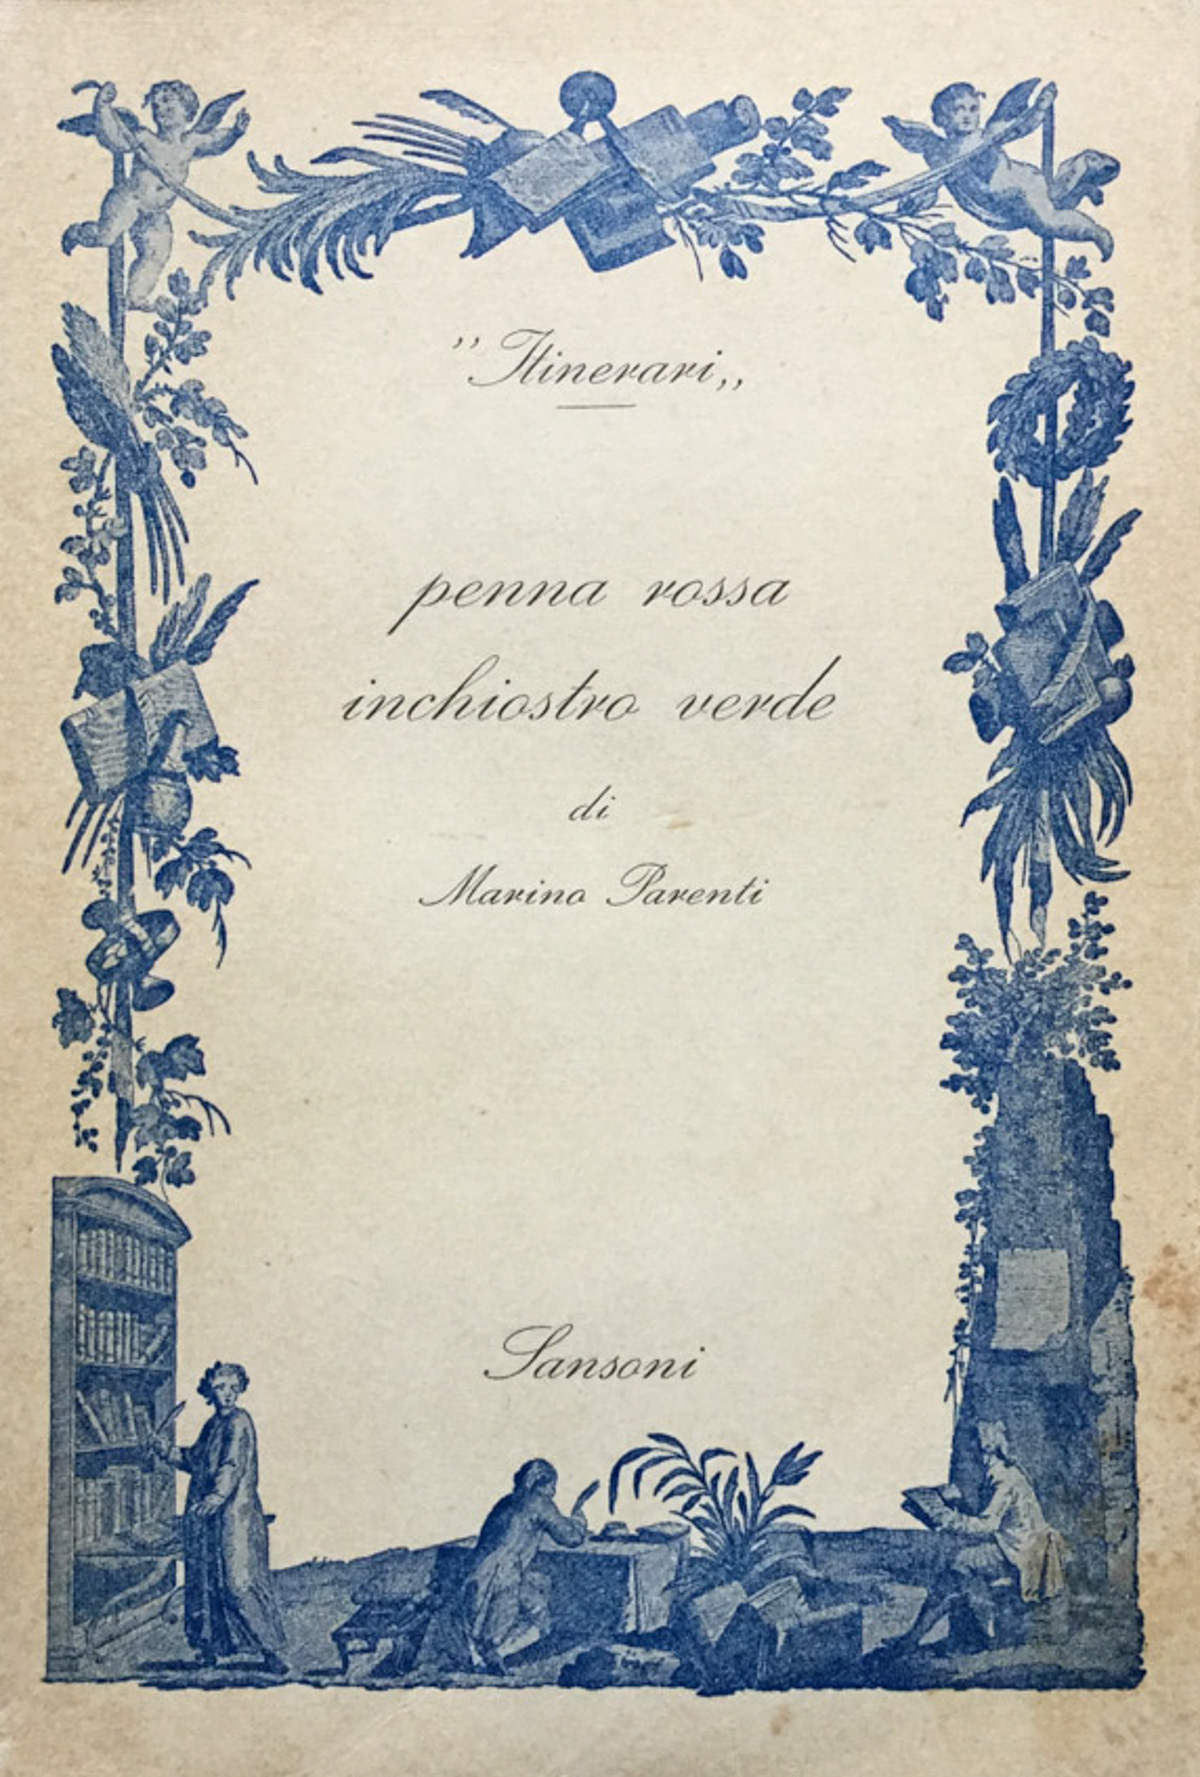 "Itinerari„
penna rossa
inchiostro verde
di
Marino Parenti
Sansoni